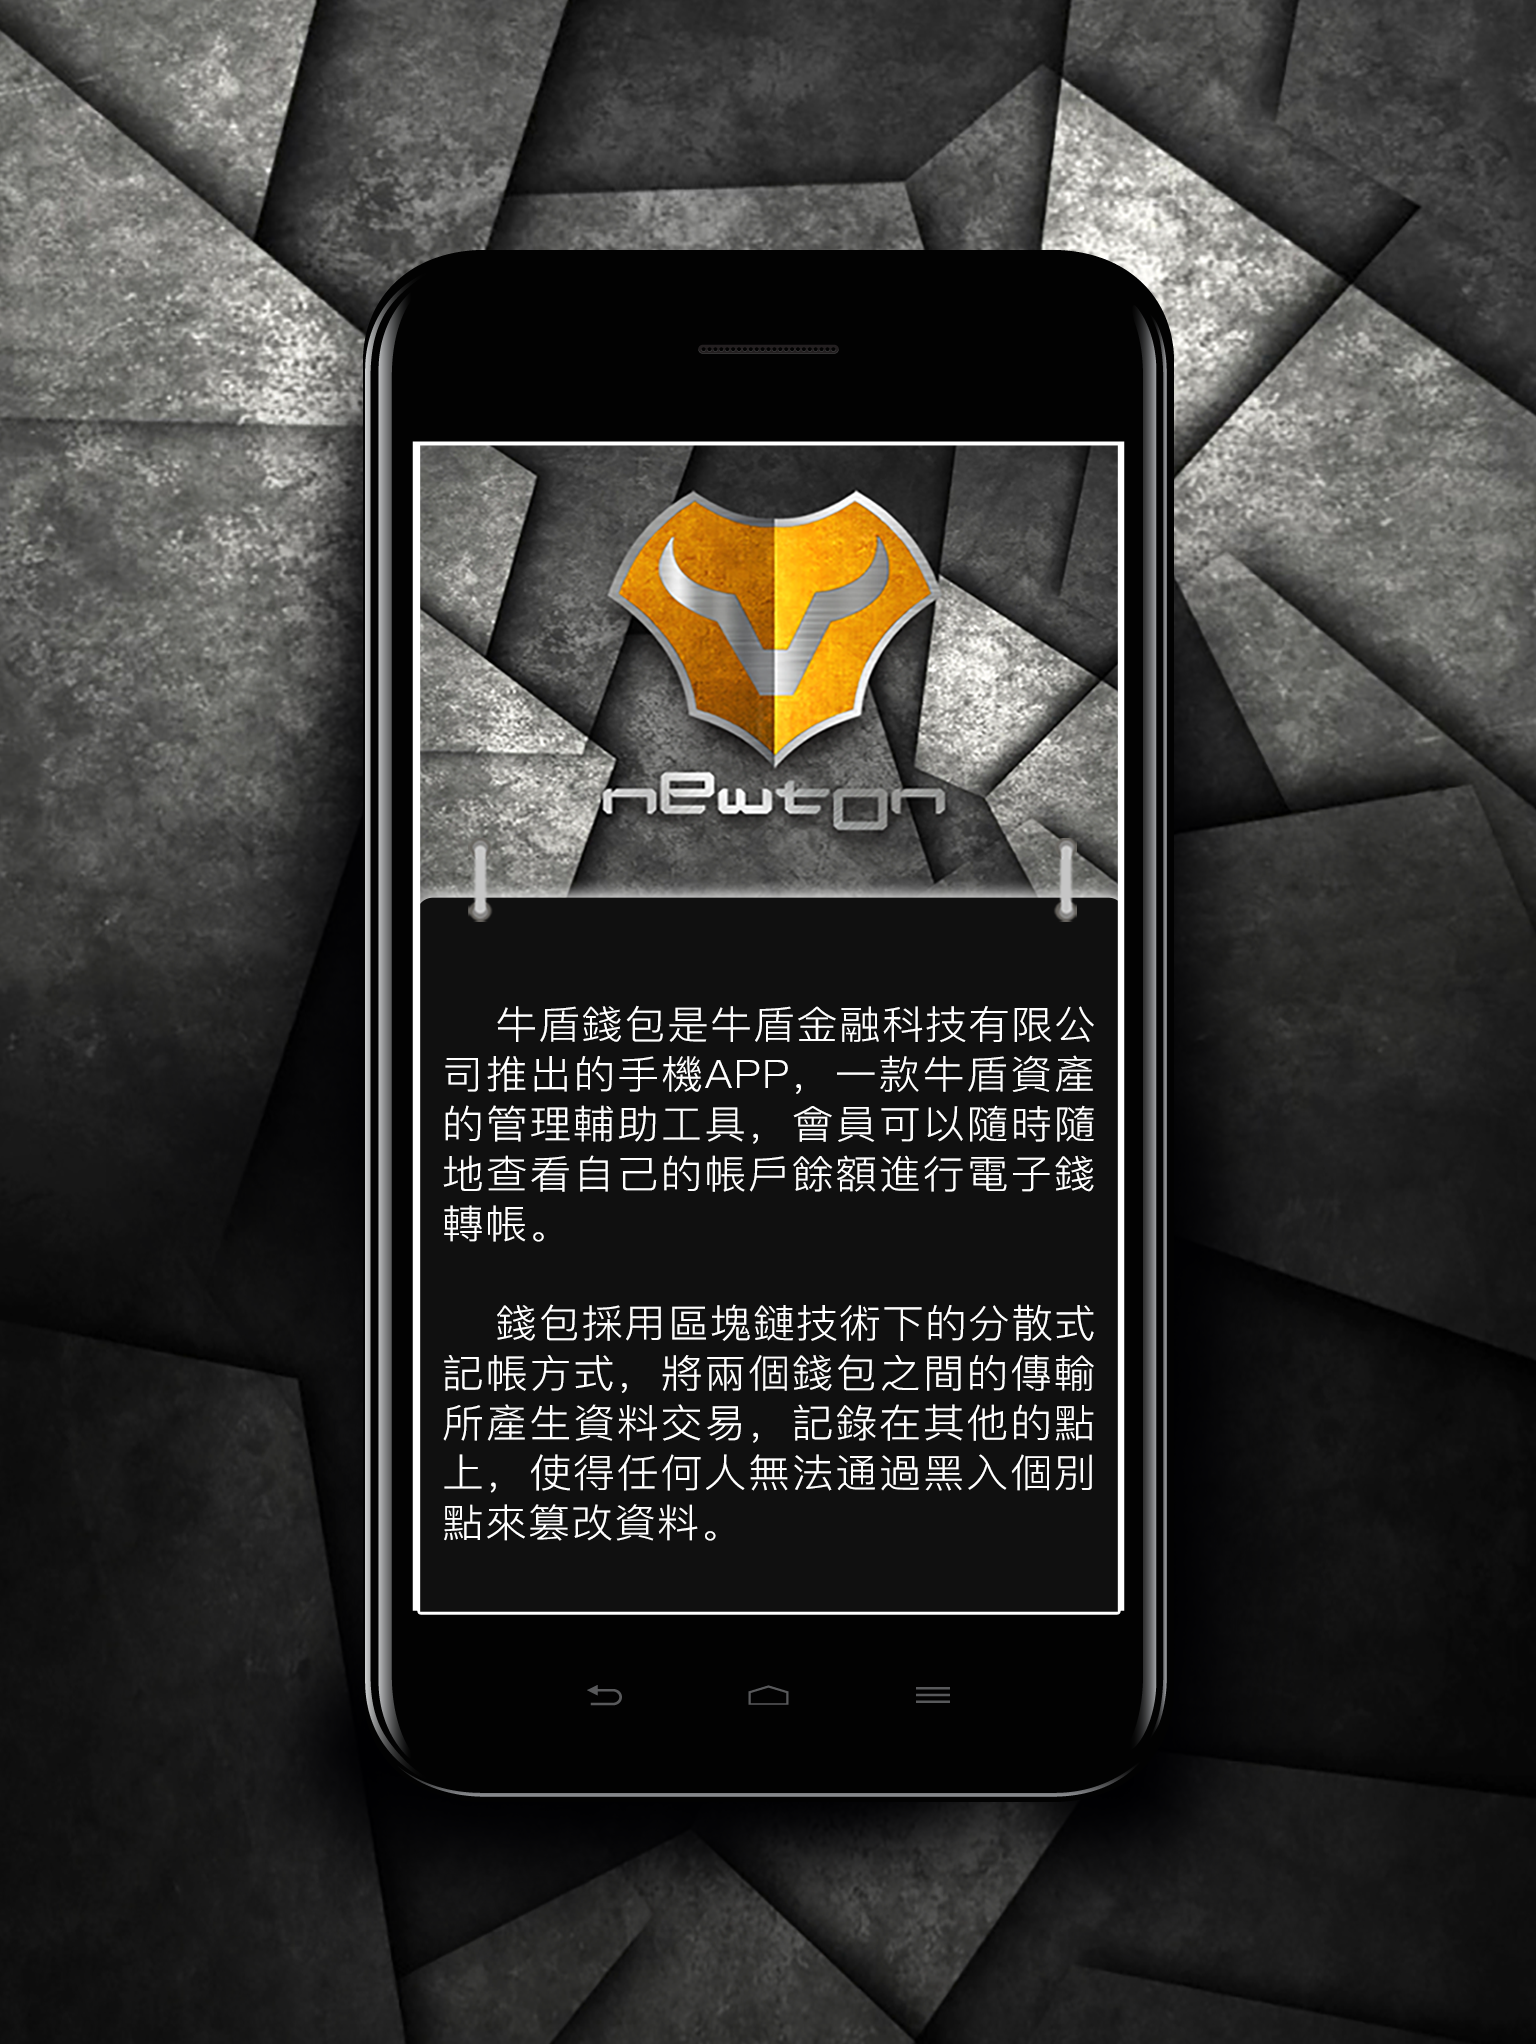 newton
牛盾錢包是牛盾金融科技有限公
司推出的手機APP，一款牛盾資產
的管理輔助工具，會員可以隨時隨
地查看自己的帳戶餘額進行電子錢
轉帳。
錢包採用區塊鏈技術下的分散式
記帳方式，將兩個錢包之間的傳輸
所產生資料交易，記錄在其他的點
上，使得任何人無法通過黑入個別
點來篡改資料。